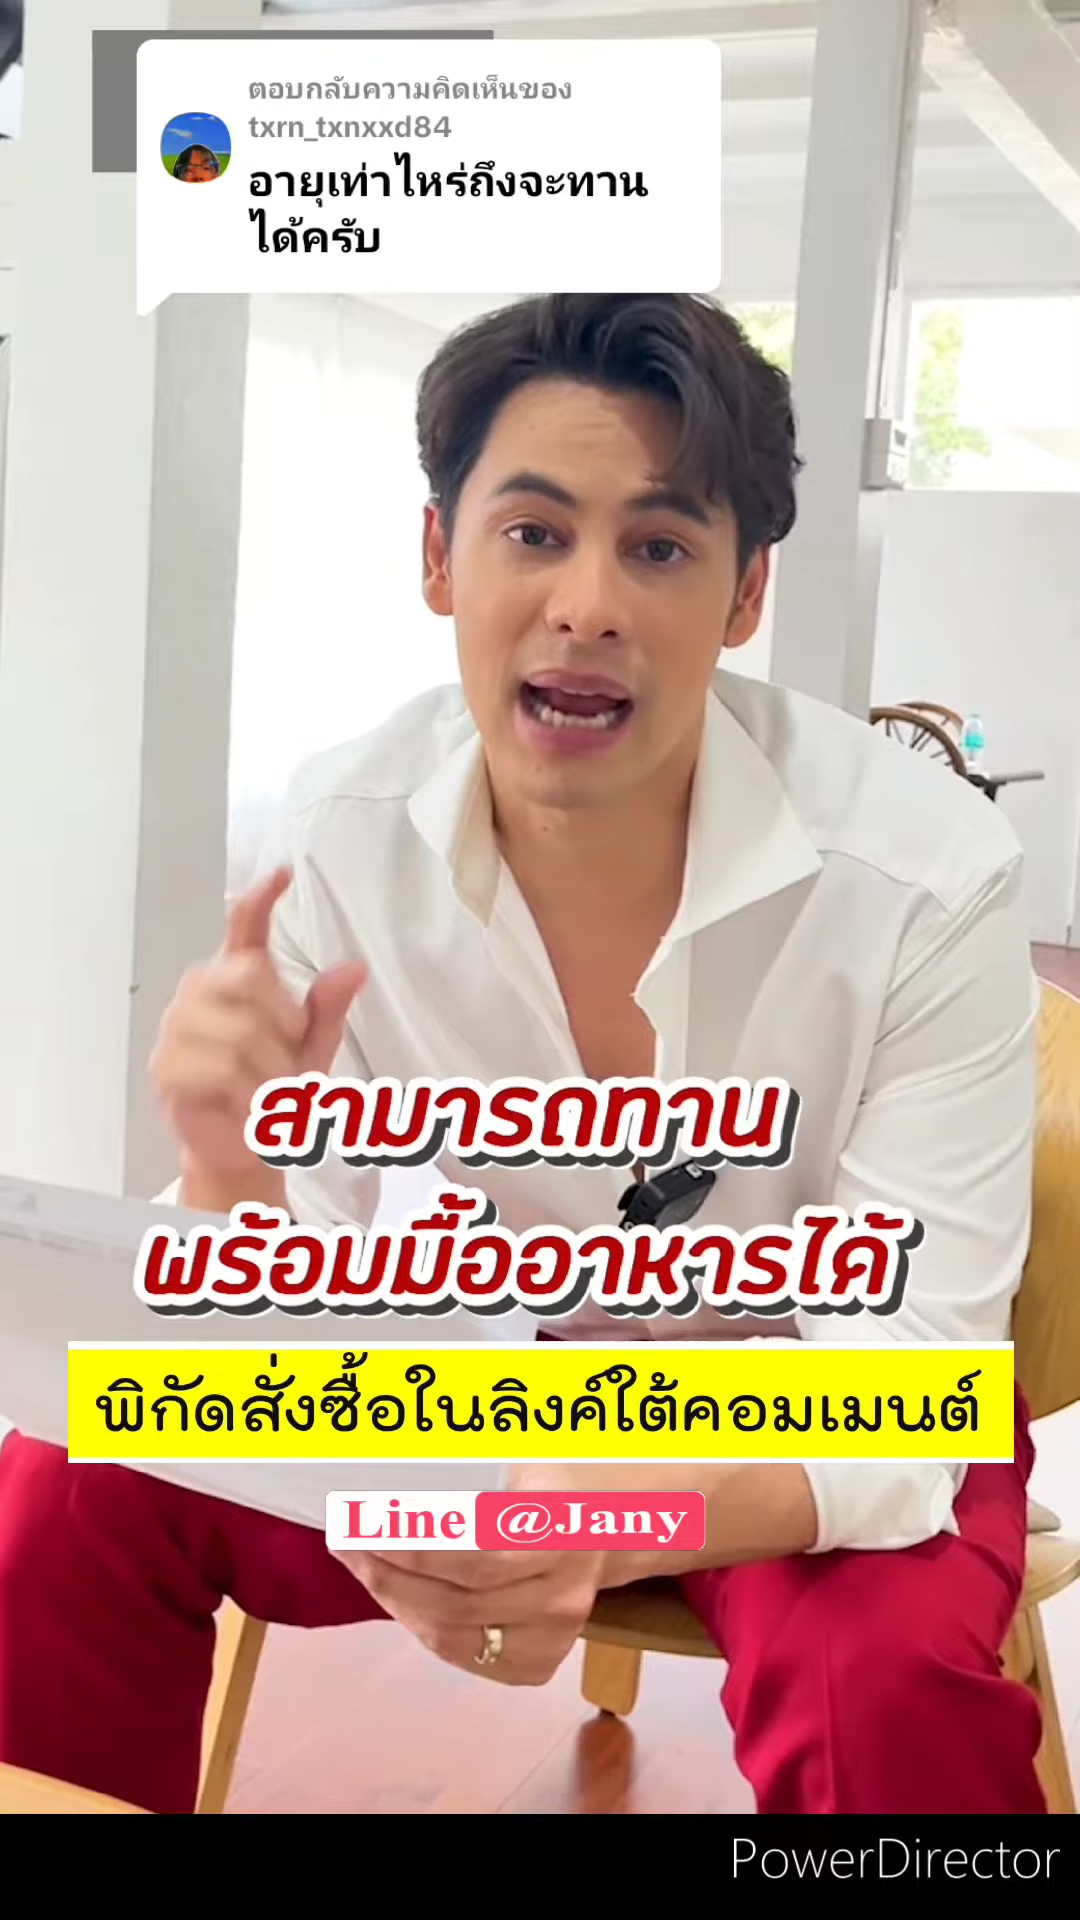 ตอบกลับความคิดเห็นของ
txrn_txnxxd84
อายุเท่าไหร่ถึงจะทาน
ได้ครับ
สามารถทาน
พร้อมมื้ออาหารได้
พิกัดสั่งซื้อในลิงค์ใต้คอมเมนต์
Line @Jany
PowerDirector